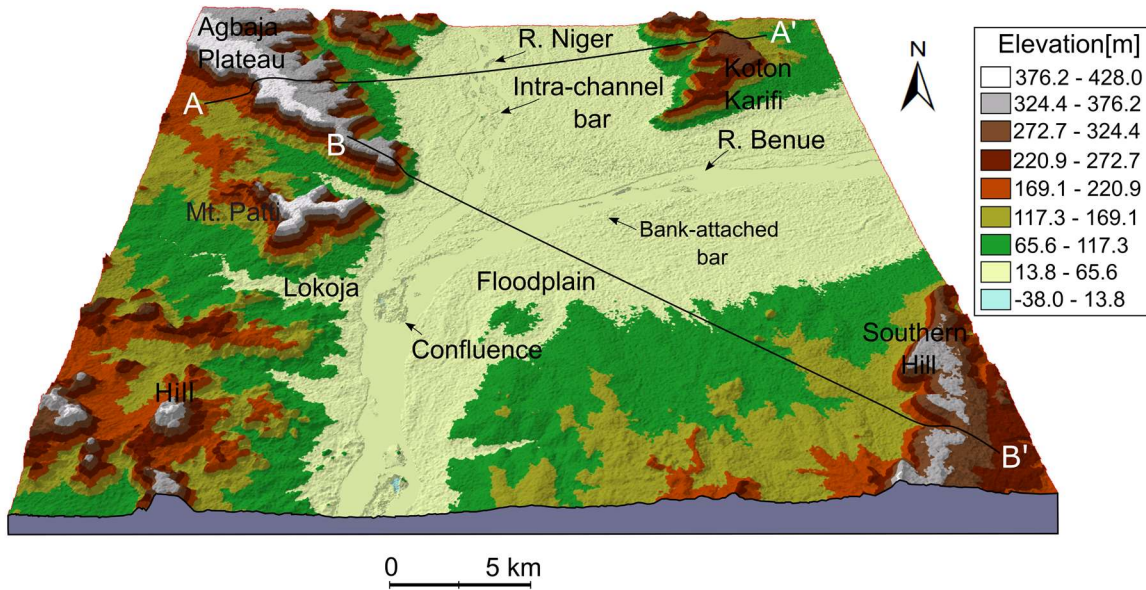 Agbaja
Plateau
R. Niger
A'
Intra-channel
bar
Koton
Karifi
A
N
B
R. Benue
Mt. Patti
Bank-attached
bar
Lokoja
Floodplain
Confluence
Southern
Hill
Hill
B'
0 5 km
Elevation[m]
376.2 - 428.0
324.4 - 376.2
272.7 - 324.4
220.9 - 272.7
169.1 - 220.9
117.3 - 169.1
65.6 - 117.3
13.8 - 65.6
-38.0 - 13.8